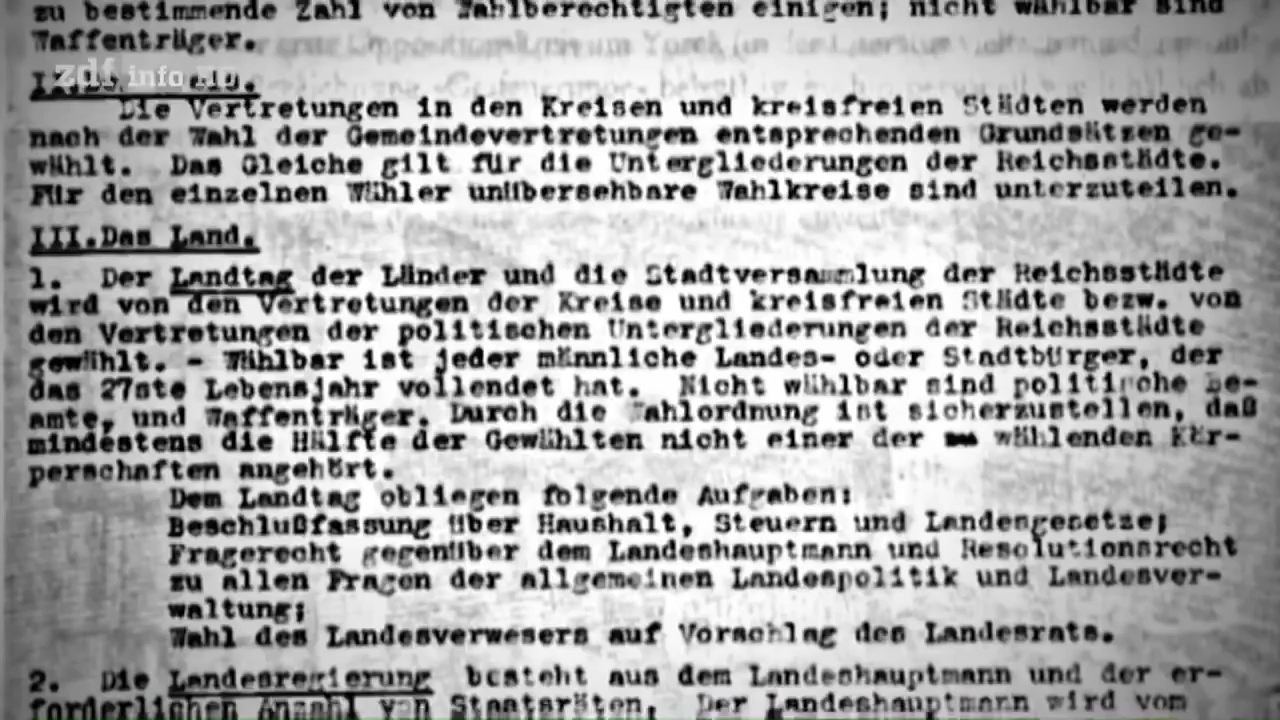 zu bestimmende Zahl von Wahlberechtigten einigen; nicht wählbar sind
Waffenträger.
zdf info
Die Vertretungen in den Kreisen und kreisfreien Städten werden
nach der Wahl der Gemeindevertretungen entsprechenden Grundsätzen ge-
wählt. Das Gleiche gilt für die Untergliederungen der Reichsstädte.
Für den einzelnen Wähler unübersehbare Wahlkreise sind unterzuteilen.
III.Das Land.
1. Der Landtag der Länder und die Stadtversammlung der Reichsstädte
wird von den Vertretungen der Kreise und kreisfreien Städte bezw. von
den Vertretungen der politischen Untergliederungen der Reichsstädte
gewählt. - Wählbar ist jeder männliche Landes- oder Stadtbürger, der
das 27ste Lebensjahr vollendet hat. Nicht wählbar sind politische Be-
amte, und Waffenträger. Durch die Wahlordnung ist sicherzustellen, daß
mindestens die Hälfte der Gewählten nicht einer der wählenden Kör-
perschaften angehört.
Dem Landtag obliegen folgende Aufgaben:
Beschlußfassung über Haushalt, Steuern und Landesgesetze;
Fragerecht gegenüber dem Landeshauptmann und Resolutionsrecht
zu allen Fragen der allgemeinen Landespolitik und Landesver-
waltung;
Wahl des Landesverwesers auf Vorschlag des Landesrats.
2. Die Landesregierung besteht aus dem Landeshauptmann und der er-
forderlichen Anzahl von Staatsräten. Der Landeshauptmann wird vom